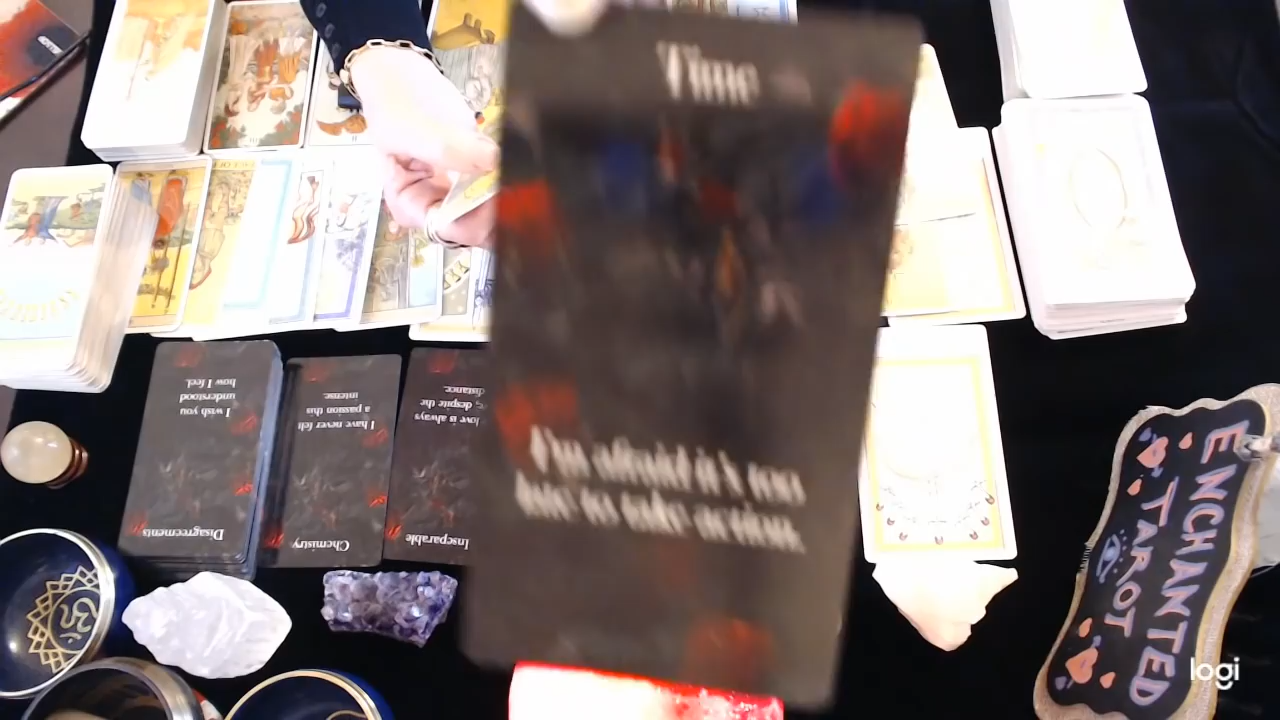 Time
I'm afraid it's too
late to take action.
I wish you
understood
how I feel.
Disagreements
I have never felt
a passion this
intense.
Chemistry
love is always
despite the
distance.
Inseparable
ENCHANTED
TAROT
logi